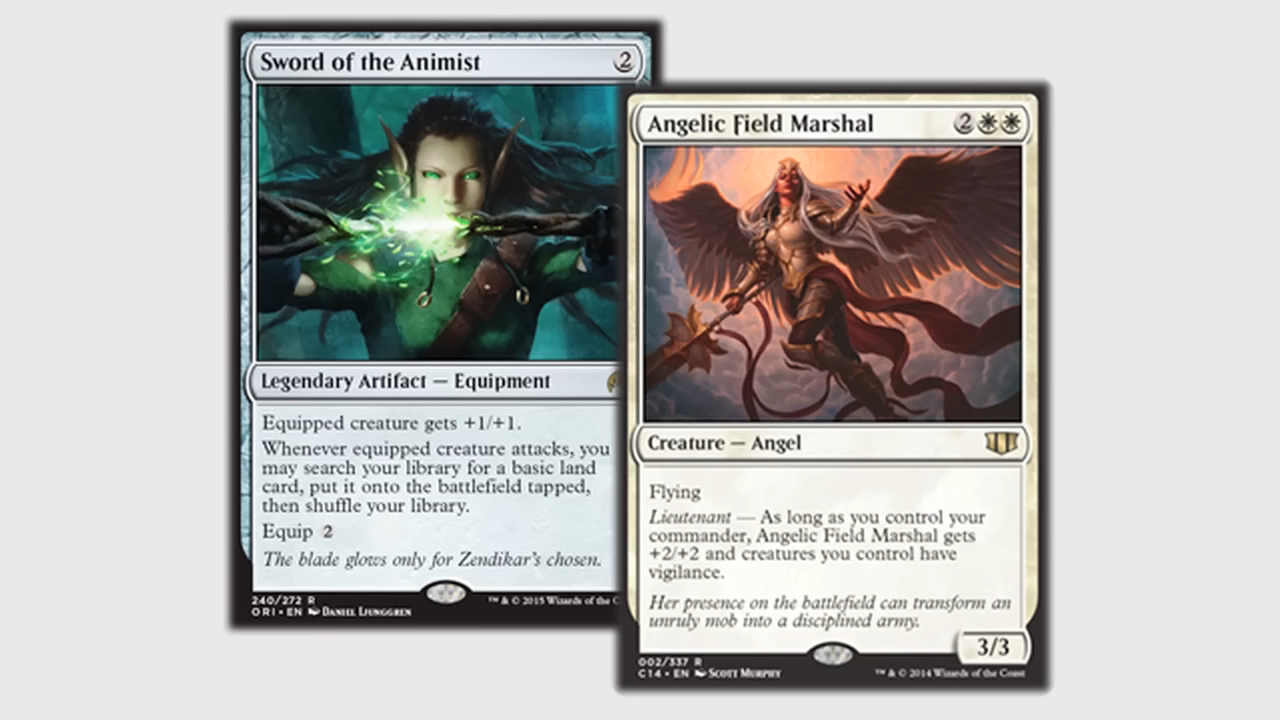 Sword of the Animist 2
Legendary Artifact — Equipment
Equipped creature gets +1/+1.
Whenever equipped creature attacks, you
may search your library for a basic land
card, put it onto the battlefield tapped,
then shuffle your library.
Equip 2
The blade glows only for Zendikar's chosen.
240/272 R
ORI • EN Daniel Ljunggren
™ & © 2015 Wizards of the C
Angelic Field Marshal 2
Creature — Angel
Flying
Lieutenant — As long as you control your
commander, Angelic Field Marshal gets
+2/+2 and creatures you control have
vigilance.
Her presence on the battlefield can transform an
unruly mob into a disciplined army.
3/3
002/337 R
C14 • EN Scott Murphy
™ & © 2014 Wizards of the Coast